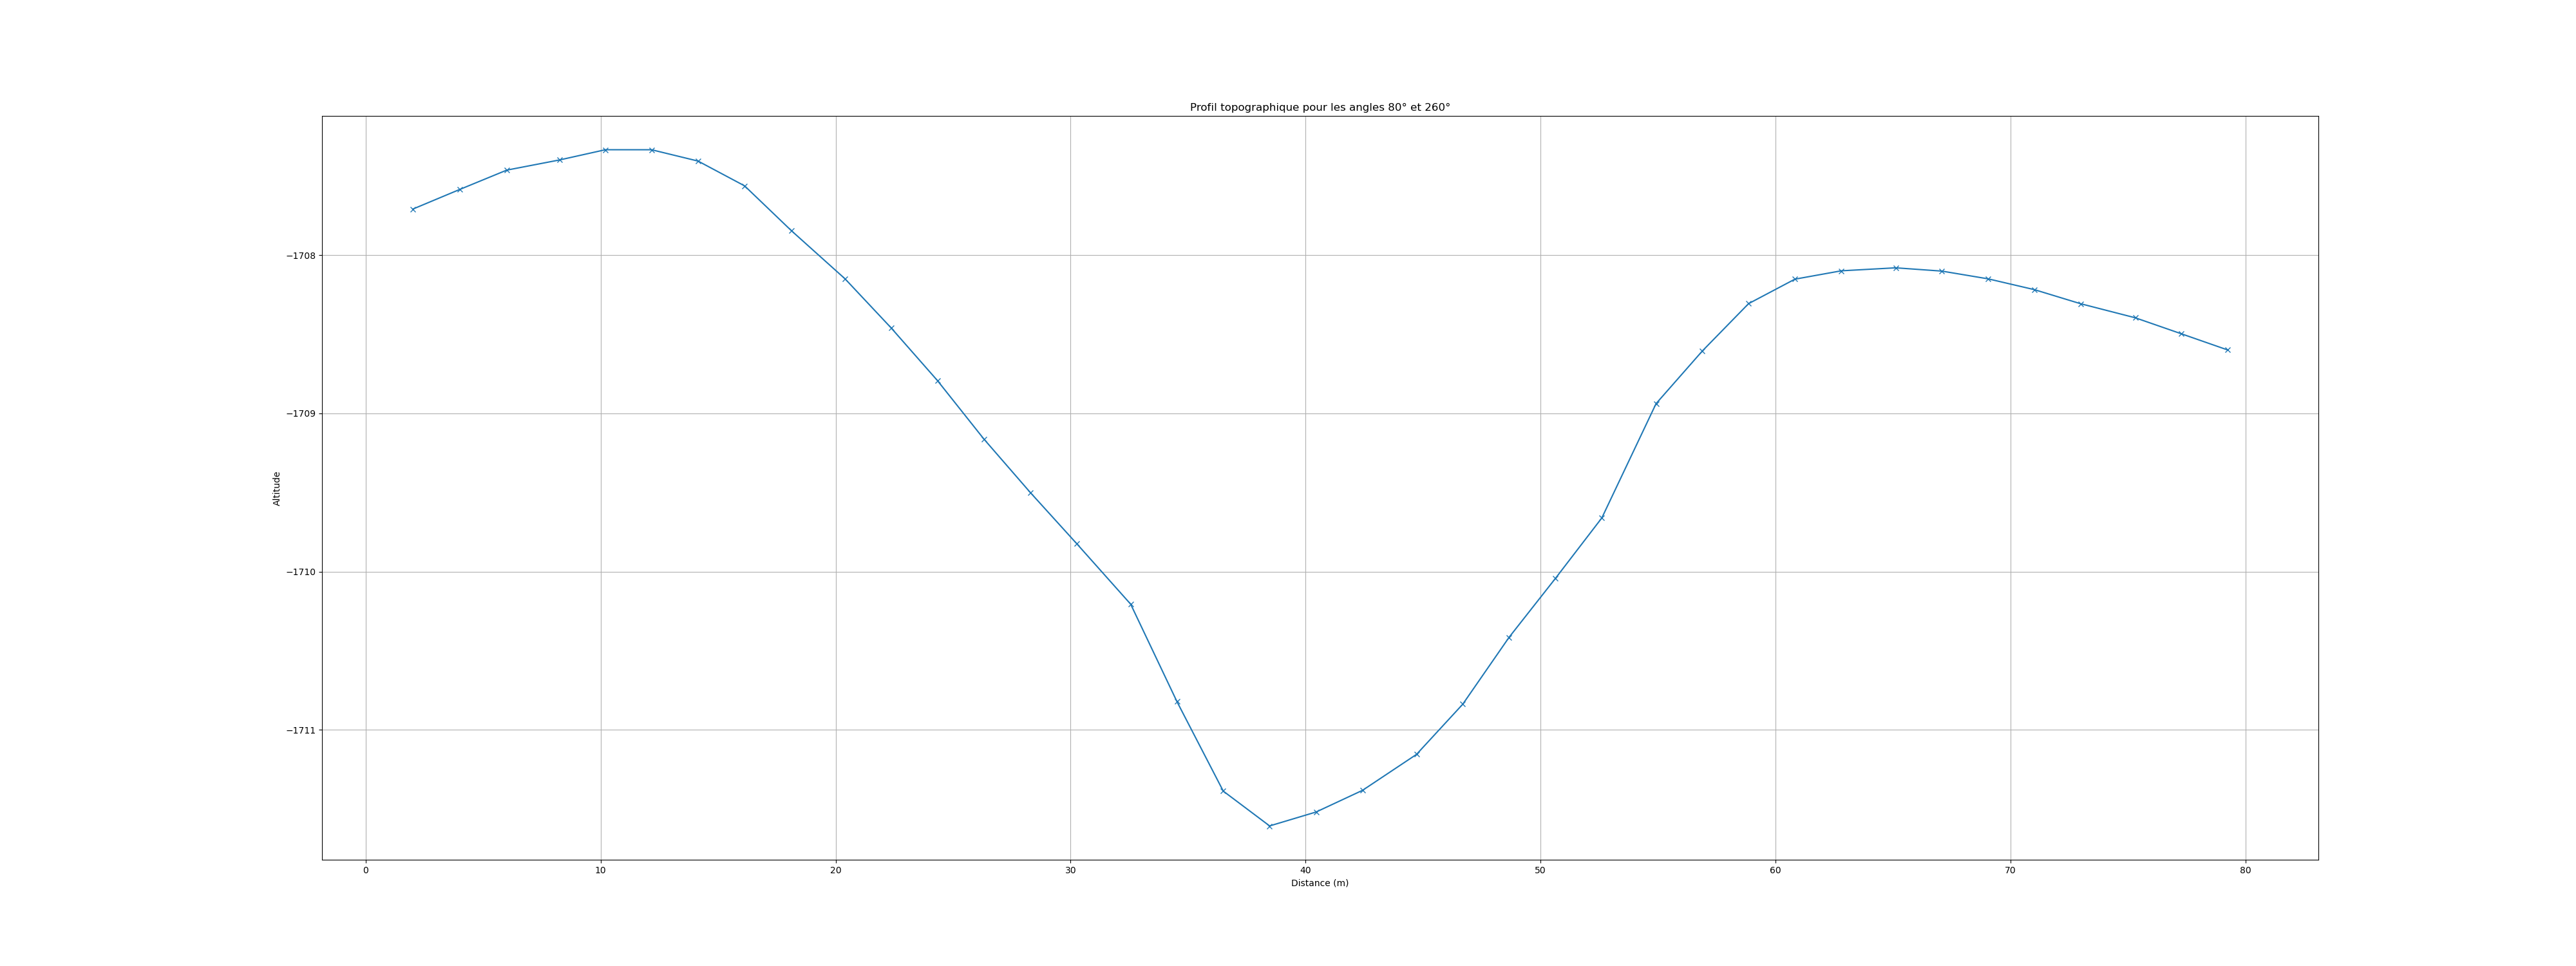 Profil topographique pour les angles 80° et 260°
Altitude
−1708
−1709
−1710
−1711
0 10 20 30 40 50 60 70 80
Distance (m)